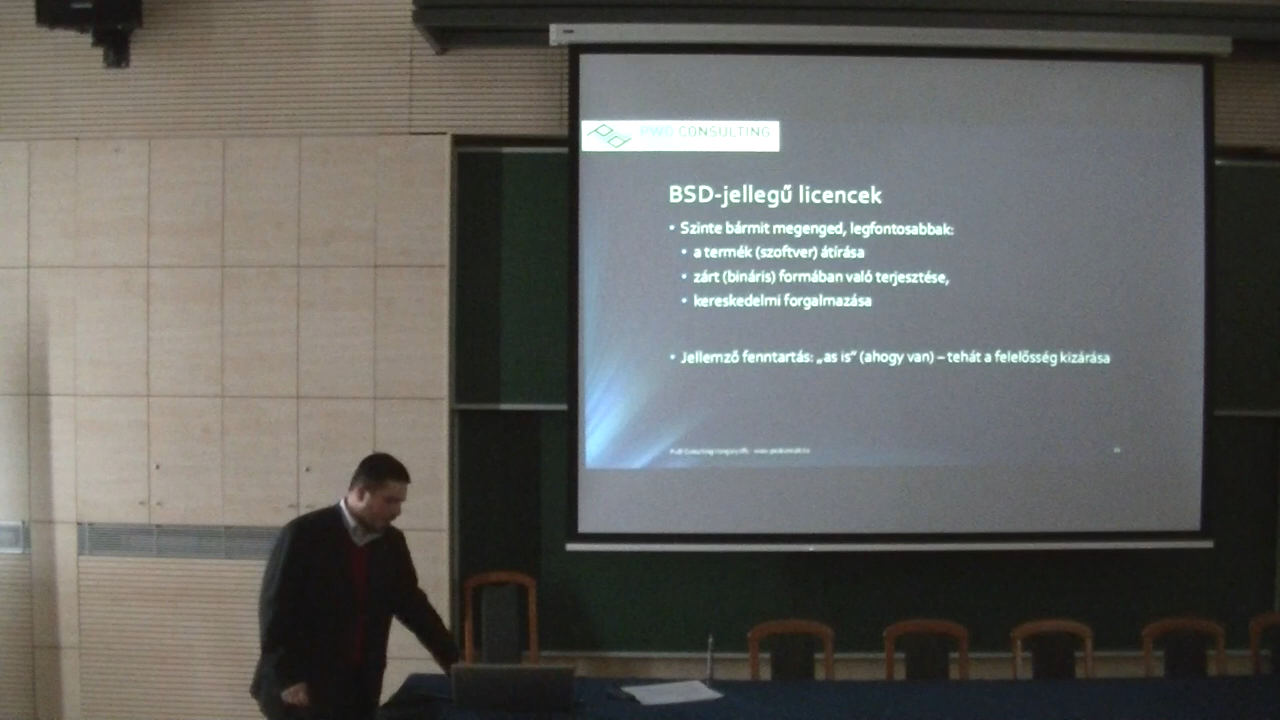 CONSULTING
BSD-jellegű licencek
• Szinte bármit megenged, legfontosabbak:
• a termék (szoftver) átírása
• zárt (bináris) formában való terjesztése,
• kereskedelmi forgalmazása
• Jellemző fenntartás: „as is” (ahogy van) – tehát a felelősség kizárása